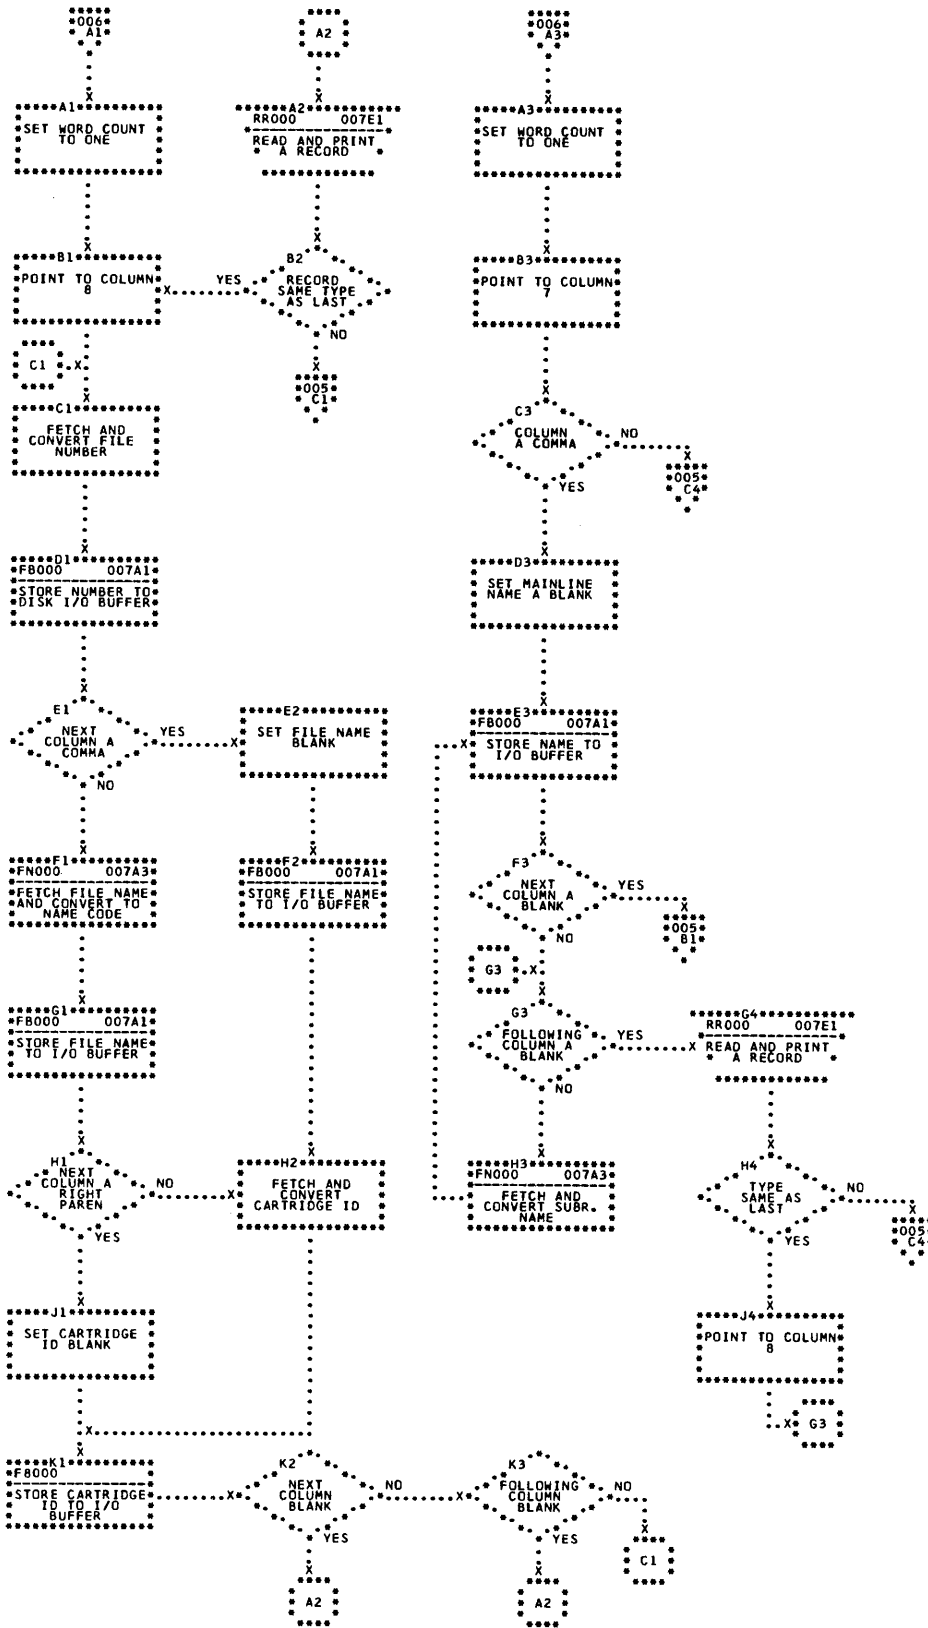 006
A1
A2
006
A3
A1
SET WORD COUNT
TO ONE
A2
RR000 007E1
READ AND PRINT
A RECORD
A3
SET WORD COUNT
TO ONE
B1
POINT TO COLUMN
8
YES
B2
RECORD
SAME TYPE
AS LAST
NO
B3
POINT TO COLUMN
7
C1
005
C1
C1
FETCH AND
CONVERT FILE
NUMBER
C3
COLUMN
A COMMA
NO
YES
005
C4
D1
FB000 007A1
STORE NUMBER TO
DISK I/O BUFFER
D3
SET MAINLINE
NAME A BLANK
E1
NEXT
COLUMN A
COMMA
YES
NO
E2
SET FILE NAME
BLANK
E3
FB000 007A1
STORE NAME TO
I/O BUFFER
F1
FN000 007A3
FETCH FILE NAME
AND CONVERT TO
NAME CODE
F2
FB000 007A1
STORE FILE NAME
TO I/O BUFFER
F3
NEXT
COLUMN A
BLANK
YES
NO
005
B1
G3
G1
FB000 007A1
STORE FILE NAME
TO I/O BUFFER
G3
FOLLOWING
COLUMN A
BLANK
YES
NO
G4
RR000 007E1
READ AND PRINT
A RECORD
H1
NEXT
COLUMN A
RIGHT
PAREN
NO
YES
H2
FETCH AND
CONVERT
CARTRIDGE ID
H3
FN000 007A3
FETCH AND
CONVERT SUBR.
NAME
H4
TYPE
SAME AS
LAST
NO
YES
005
C4
J1
SET CARTRIDGE
ID BLANK
J4
POINT TO COLUMN
8
G3
K1
F8000
STORE CARTRIDGE
ID TO I/O
BUFFER
K2
NEXT
COLUMN
BLANK
NO
YES
K3
FOLLOWING
COLUMN
BLANK
NO
YES
C1
A2
A2